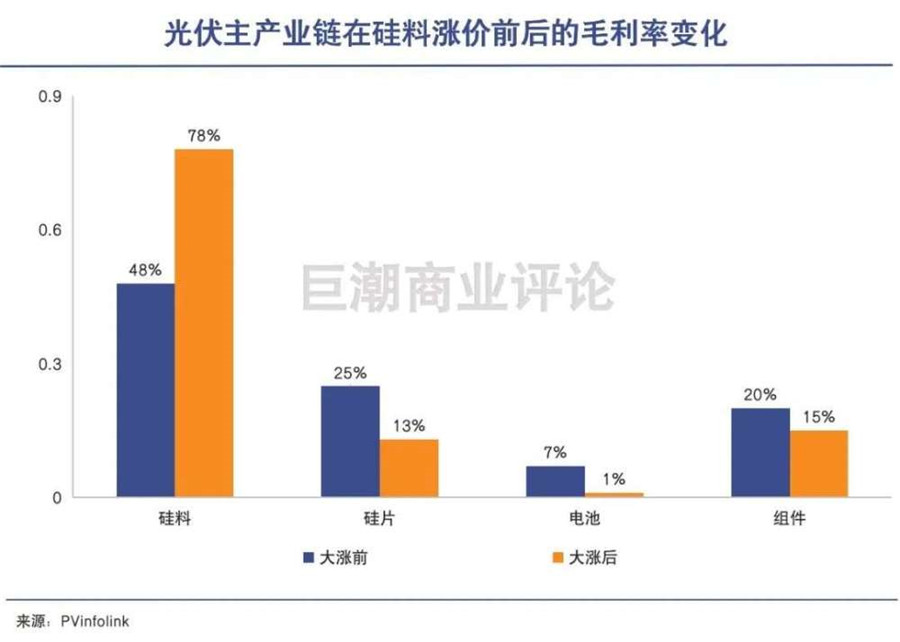 光伏主产业链在硅料涨价前后的毛利率变化
0.9
78%
0.6
48%
巨潮商业评论
0.3
25%
13%
20%
15%
7%
1%
0
硅料 硅片 电池 组件
大涨前 大涨后
来源：PVinfolink